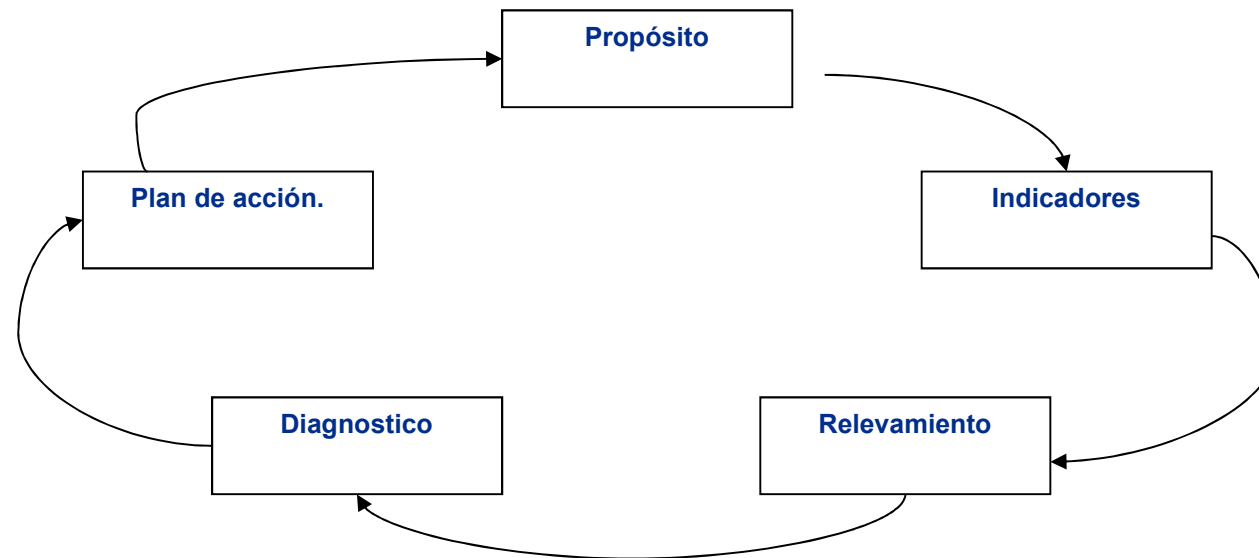 Propósito
Plan de acción.
Indicadores
Diagnostico
Relevamiento